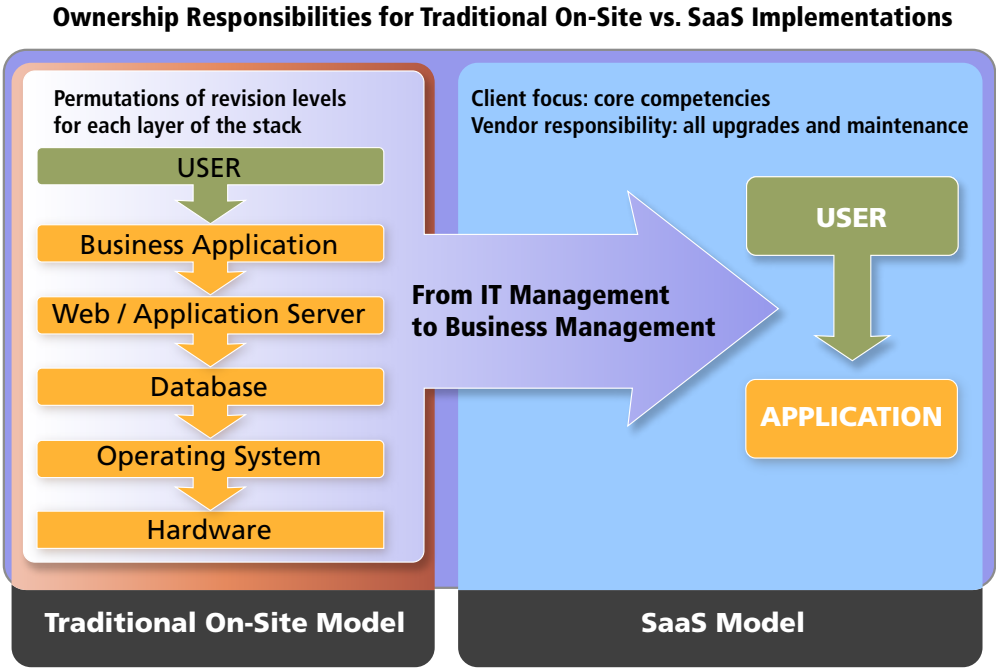 Ownership Responsibilities for Traditional On-Site vs. SaaS Implementations
Permutations of revision levels
for each layer of the stack
USER
Business Application
Web / Application Server
Database
Operating System
Hardware
From IT Management
to Business Management
Client focus: core competencies
Vendor responsibility: all upgrades and maintenance
USER
APPLICATION
Traditional On-Site Model
SaaS Model